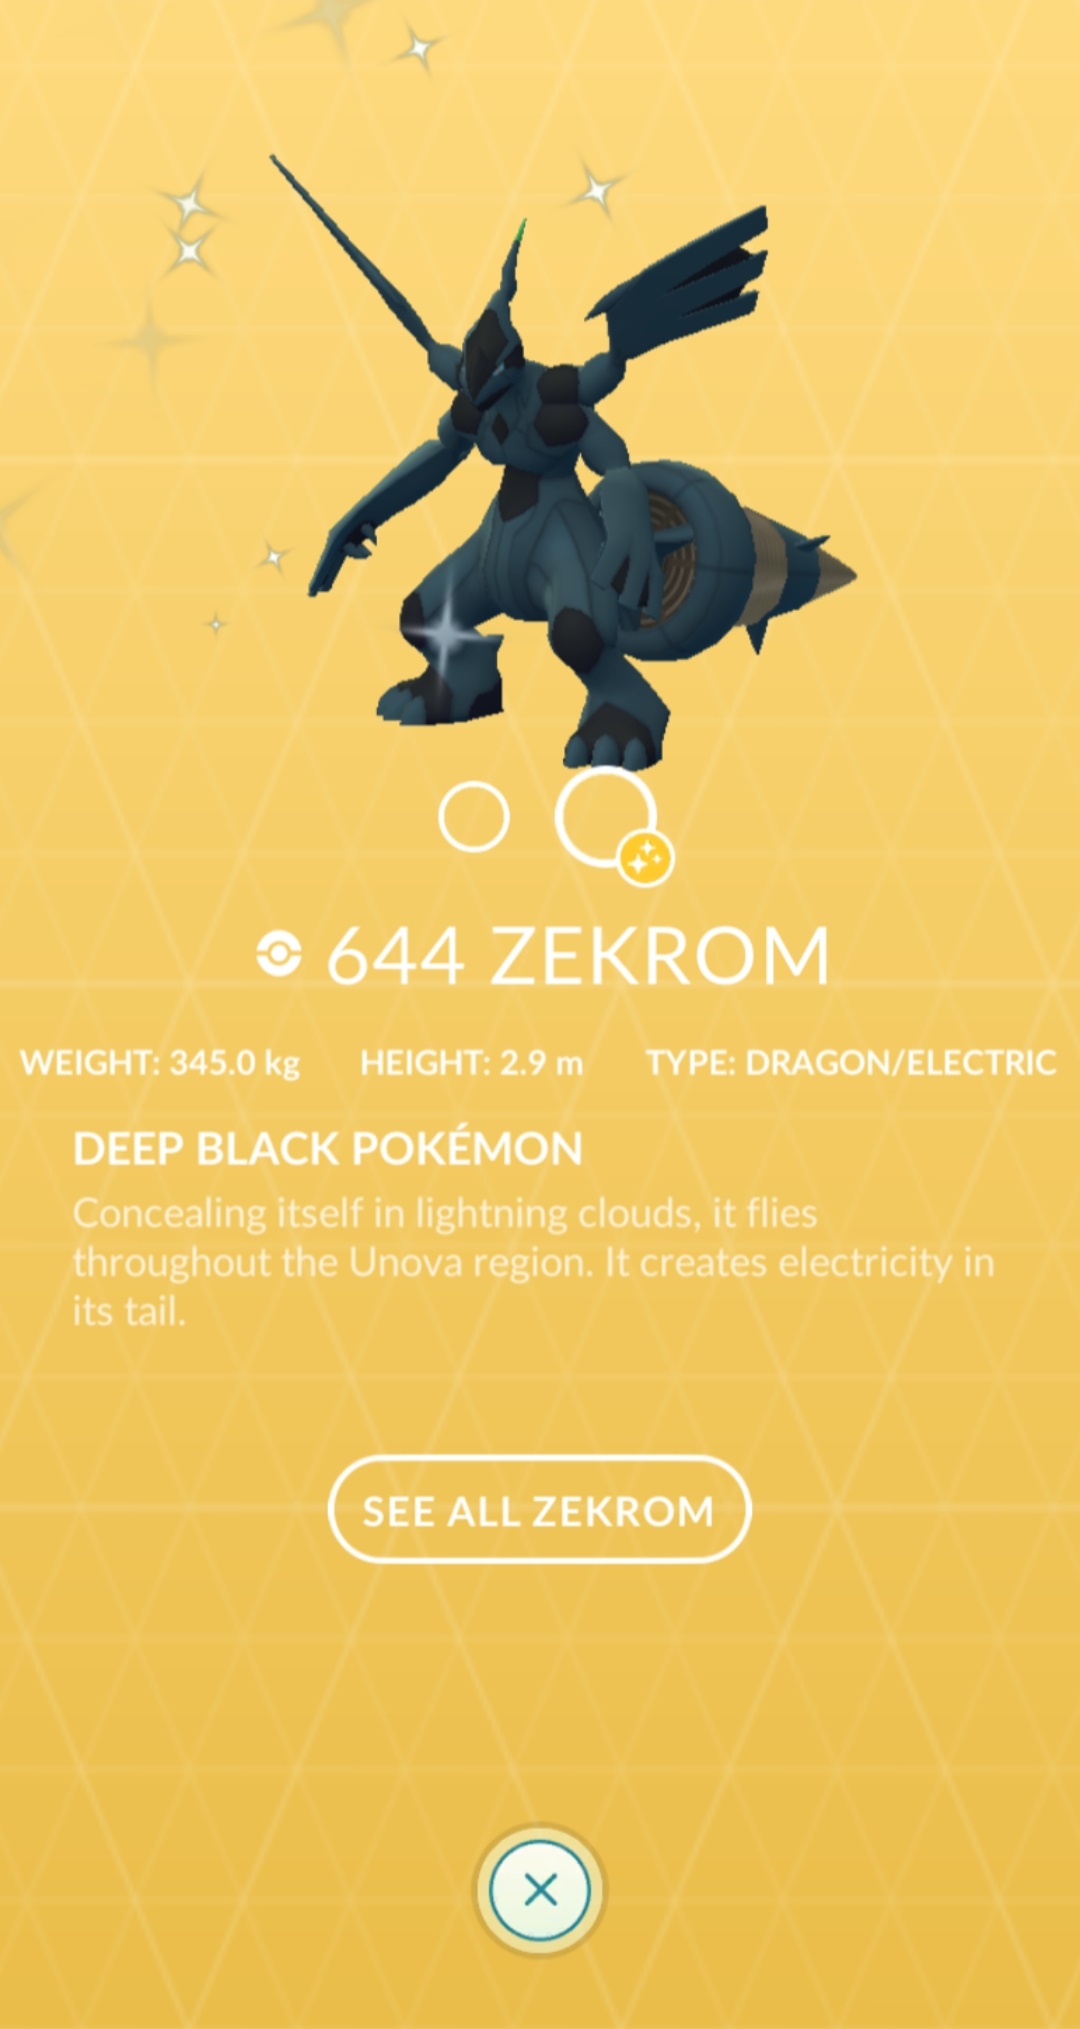 644 ZEKROM
WEIGHT: 345.0 kg HEIGHT: 2.9 m TYPE: DRAGON/ELECTRIC
DEEP BLACK POKÉMON
Concealing itself in lightning clouds, it flies
throughout the Unova region. It creates electricity in
its tail.
SEE ALL ZEKROM